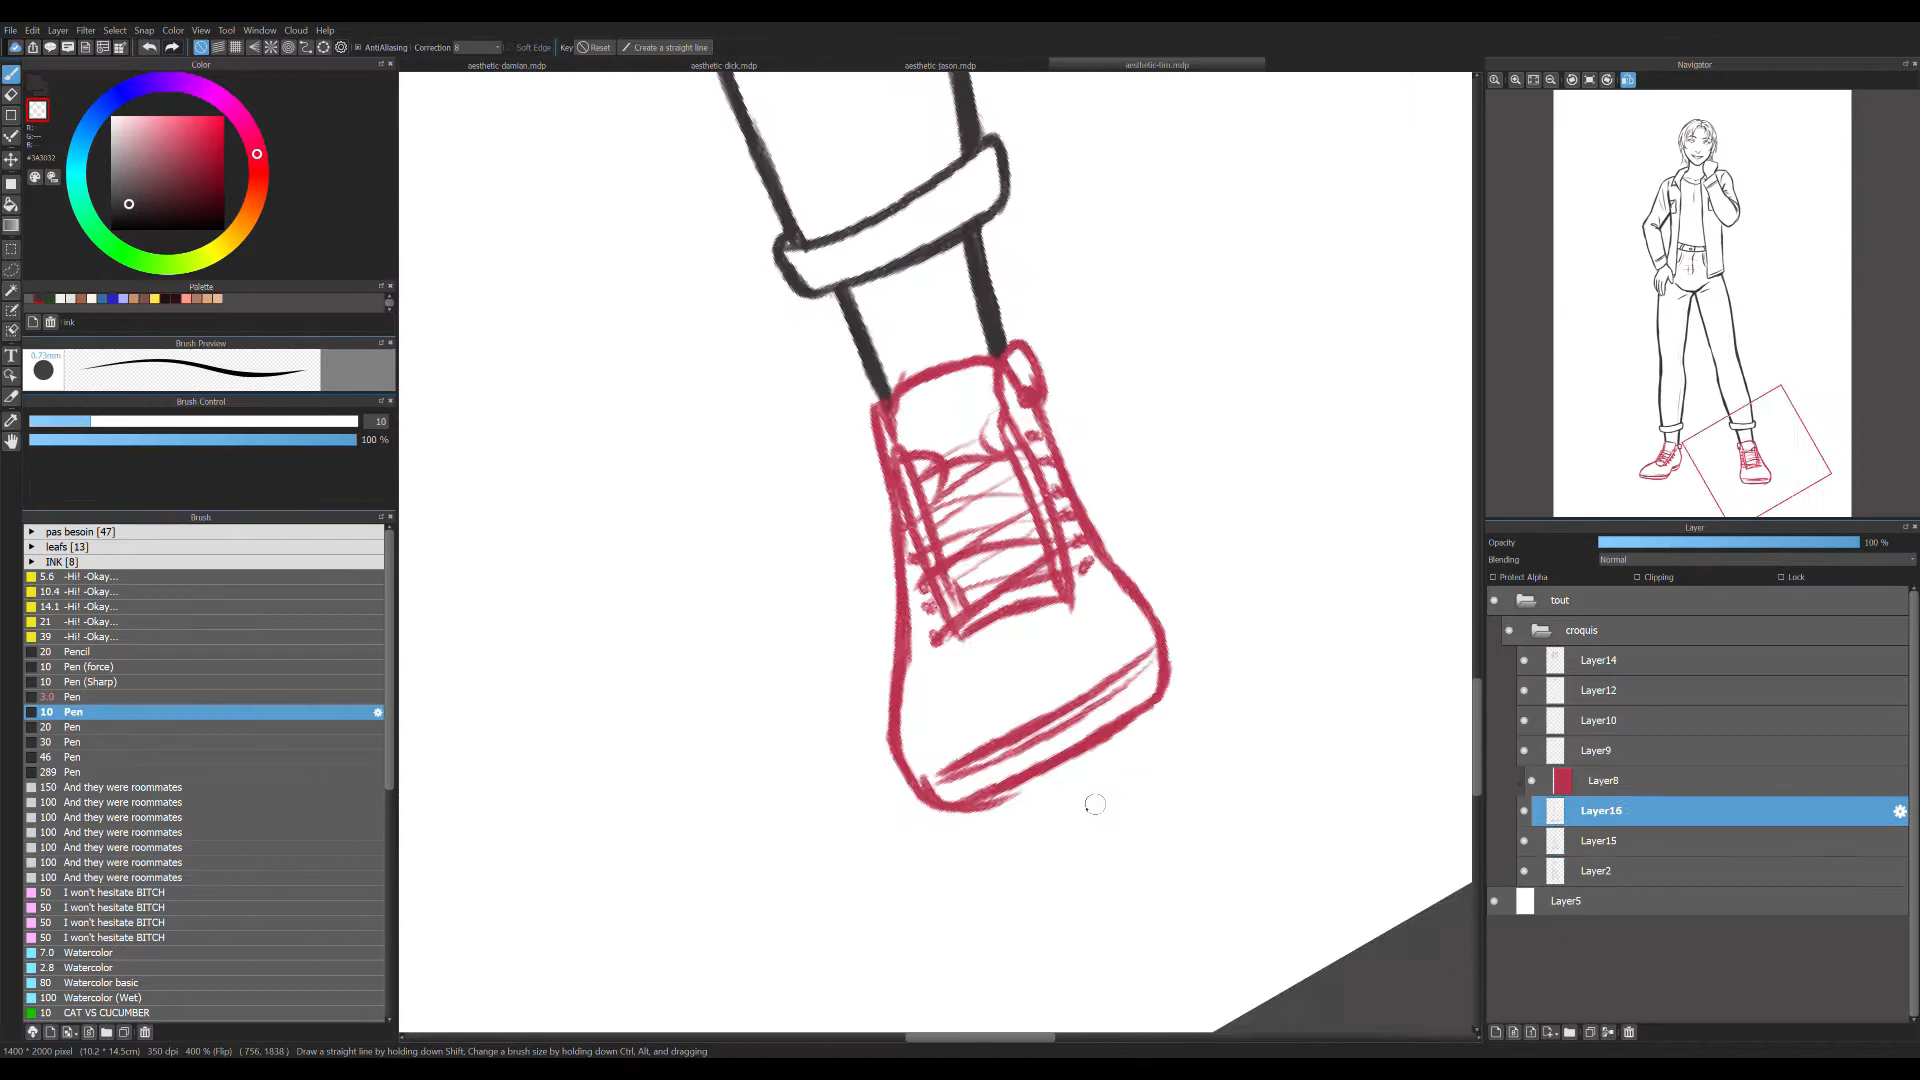 File Edit Layer Filter Select Snap Color View Tool Window Cloud Help
AntiAliasing Correction 8 Soft Edge Key Reset Create a straight line
Color
aesthetic-damian.mdp aesthetic-dick.mdp aesthetic jason.mdp aesthetic-tim.mdp
Navigator
R:
G:---
B:
#3A3032
Palette
ink
Brush Preview
0.73mm
Brush Control
10
100 %
Brush
pas besoin [47]
leafs [13]
INK [8]
5.6 -Hi! -Okay...
10.4 -Hi! -Okay...
14.1 -Hi! -Okay...
21 -Hi! -Okay...
39 -Hi! -Okay...
20 Pencil
10 Pen (force)
10 Pen (Sharp)
3.0 Pen
10 Pen
20 Pen
30 Pen
46 Pen
289 Pen
150 And they were roommates
100 And they were roommates
100 And they were roommates
100 And they were roommates
100 And they were roommates
100 And they were roommates
100 And they were roommates
50 I won't hesitate BITCH
50 I won't hesitate BITCH
50 I won't hesitate BITCH
50 I won't hesitate BITCH
7.0 Watercolor
2.8 Watercolor
80 Watercolor basic
100 Watercolor (Wet)
10 CAT VS CUCUMBER
Layer
Opacity 100 %
Blending Normal
Protect Alpha Clipping Lock
tout
croquis
Layer14
Layer12
Layer10
Layer9
Layer8
Layer16
Layer15
Layer2
Layer5
1400 * 2000 pixel (10.2 * 14.5cm) 350 dpi 400 % (Flip) ( 756, 1838 ) Draw a straight line by holding down Shift, Change a brush size by holding down Ctrl, Alt, and dragging